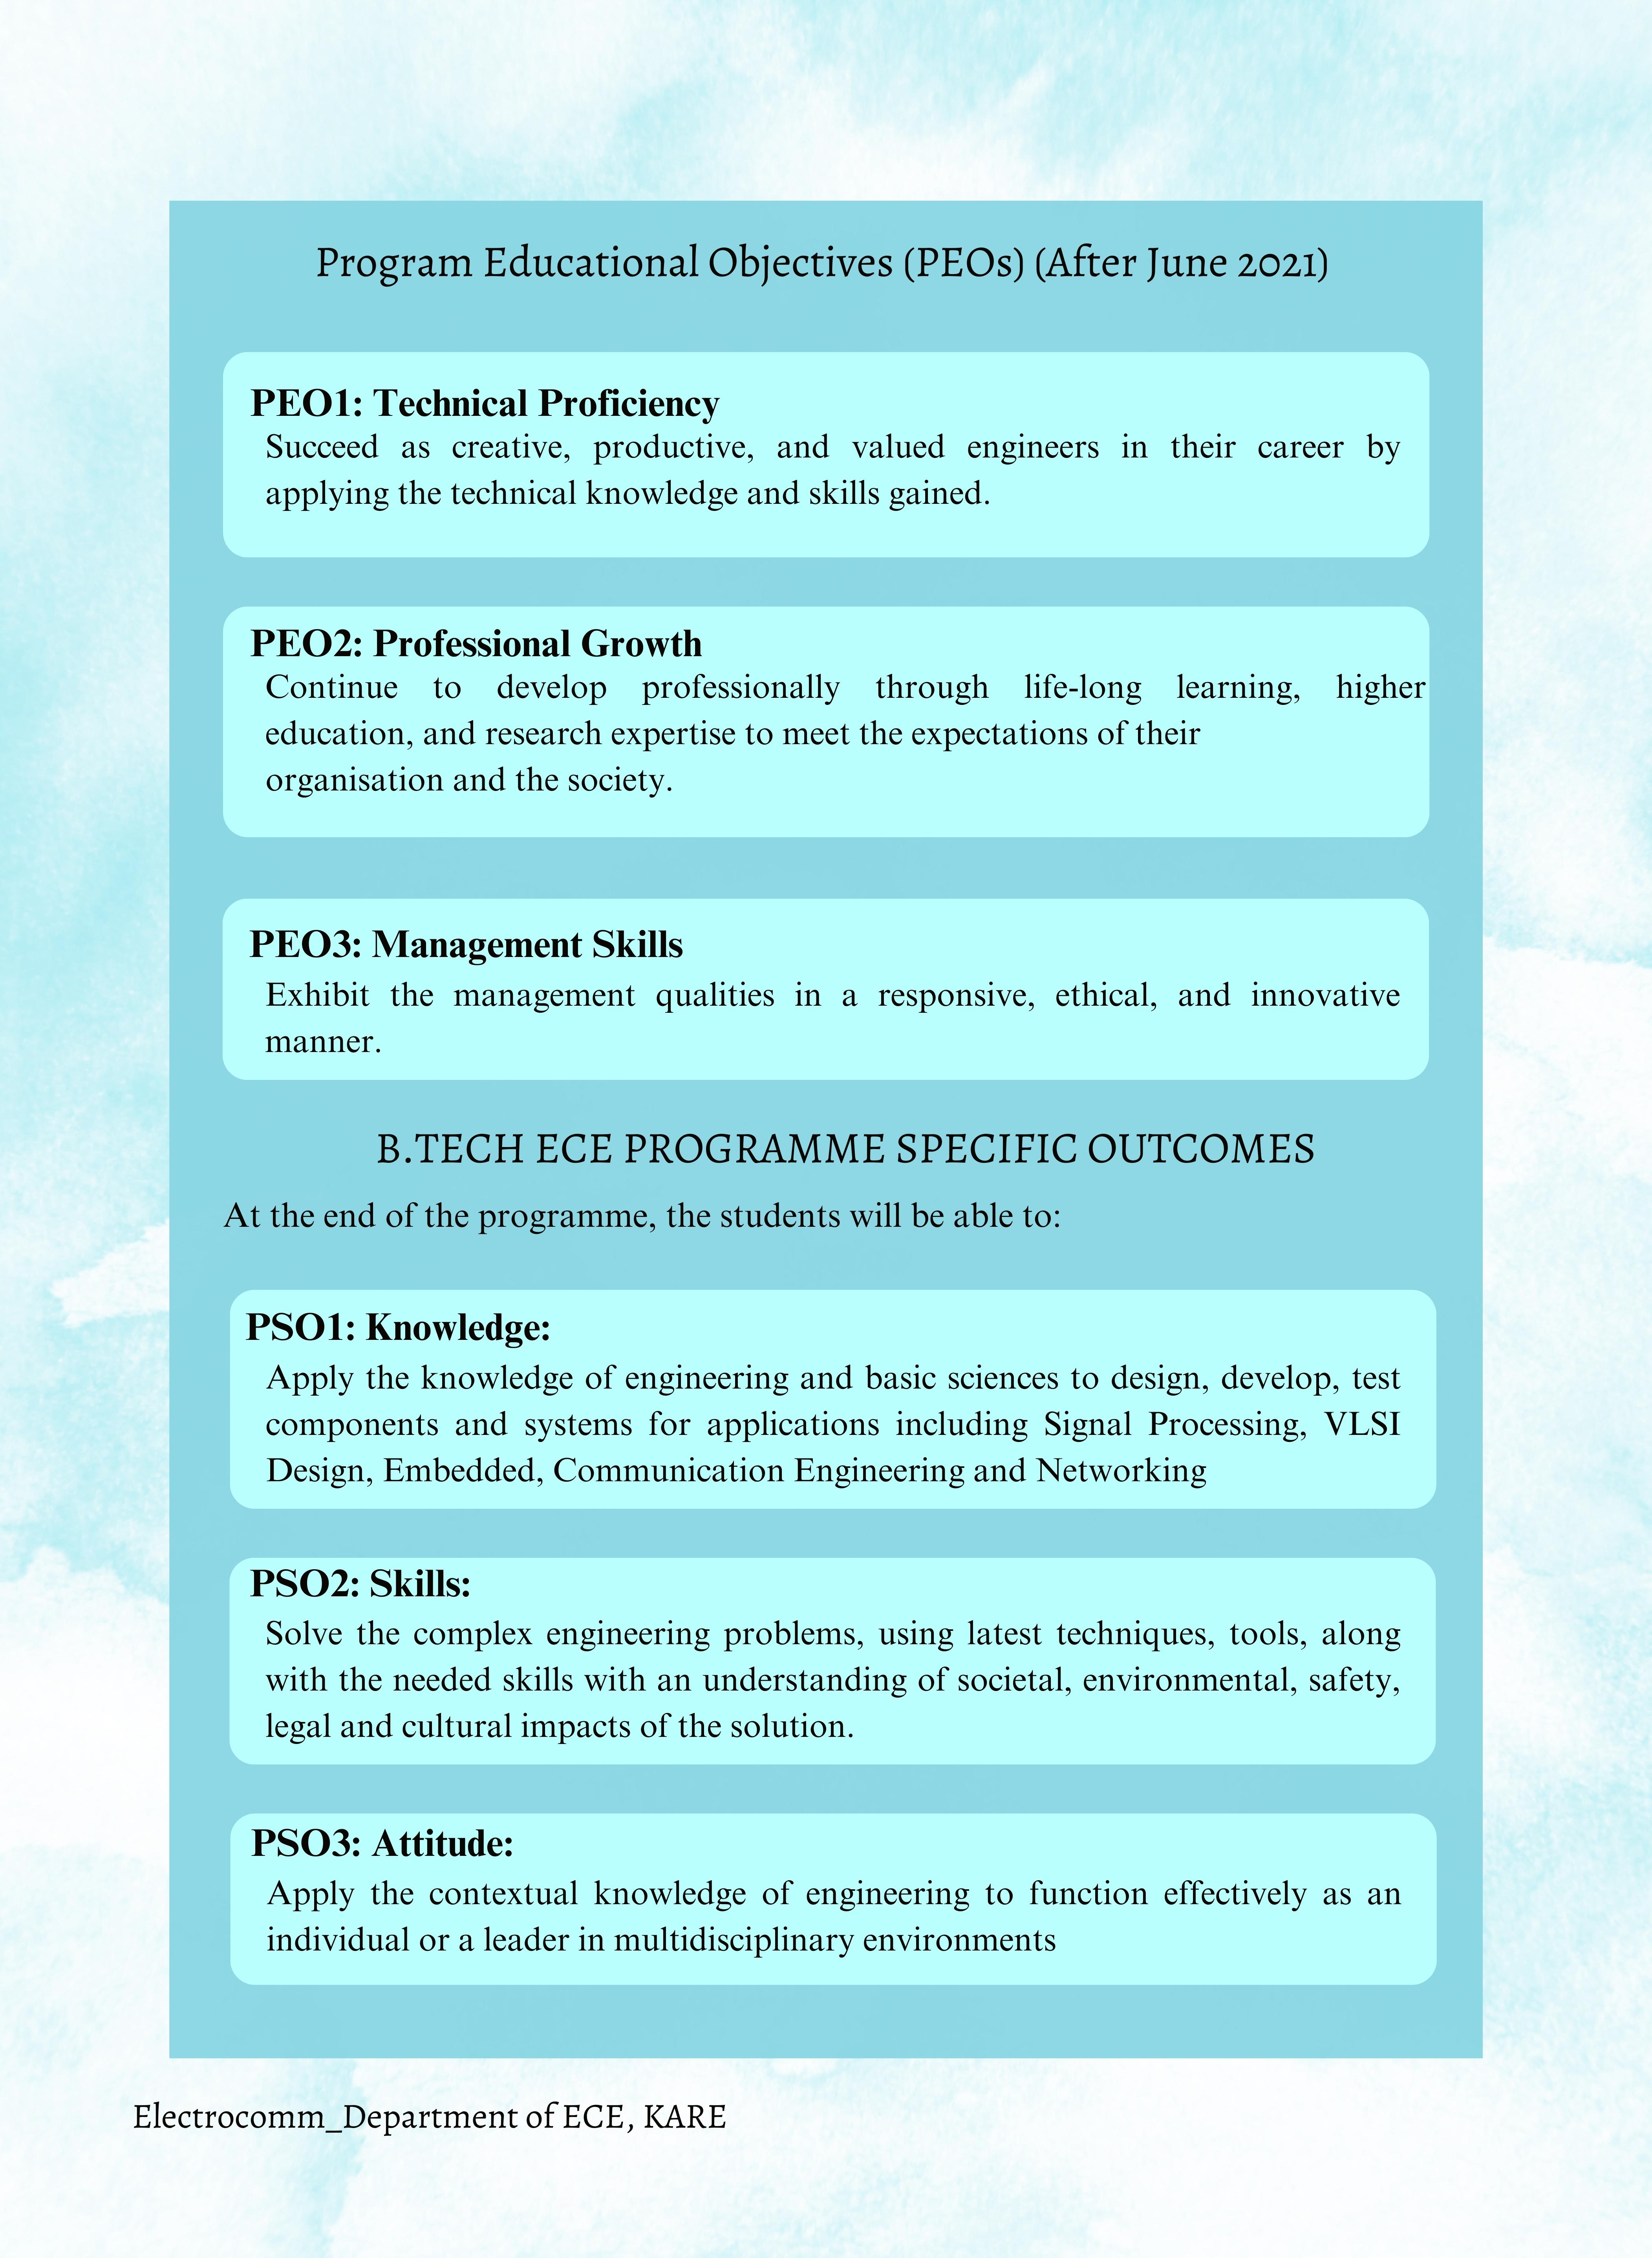 Program Educational Objectives (PEOs) (After June 2021)
PEO1: Technical Proficiency
Succeed as creative, productive, and valued engineers in their career by
applying the technical knowledge and skills gained.
PEO2: Professional Growth
Continue to develop professionally through life-long learning, higher
education, and research expertise to meet the expectations of their
organisation and the society.
PEO3: Management Skills
Exhibit the management qualities in a responsive, ethical, and innovative
manner.
B.TECH ECE PROGRAMME SPECIFIC OUTCOMES
At the end of the programme, the students will be able to:
PSO1: Knowledge:
Apply the knowledge of engineering and basic sciences to design, develop, test
components and systems for applications including Signal Processing, VLSI
Design, Embedded, Communication Engineering and Networking
PSO2: Skills:
Solve the complex engineering problems, using latest techniques, tools, along
with the needed skills with an understanding of societal, environmental, safety,
legal and cultural impacts of the solution.
PSO3: Attitude:
Apply the contextual knowledge of engineering to function effectively as an
individual or a leader in multidisciplinary environments
Electrocomm_Department of ECE, KARE